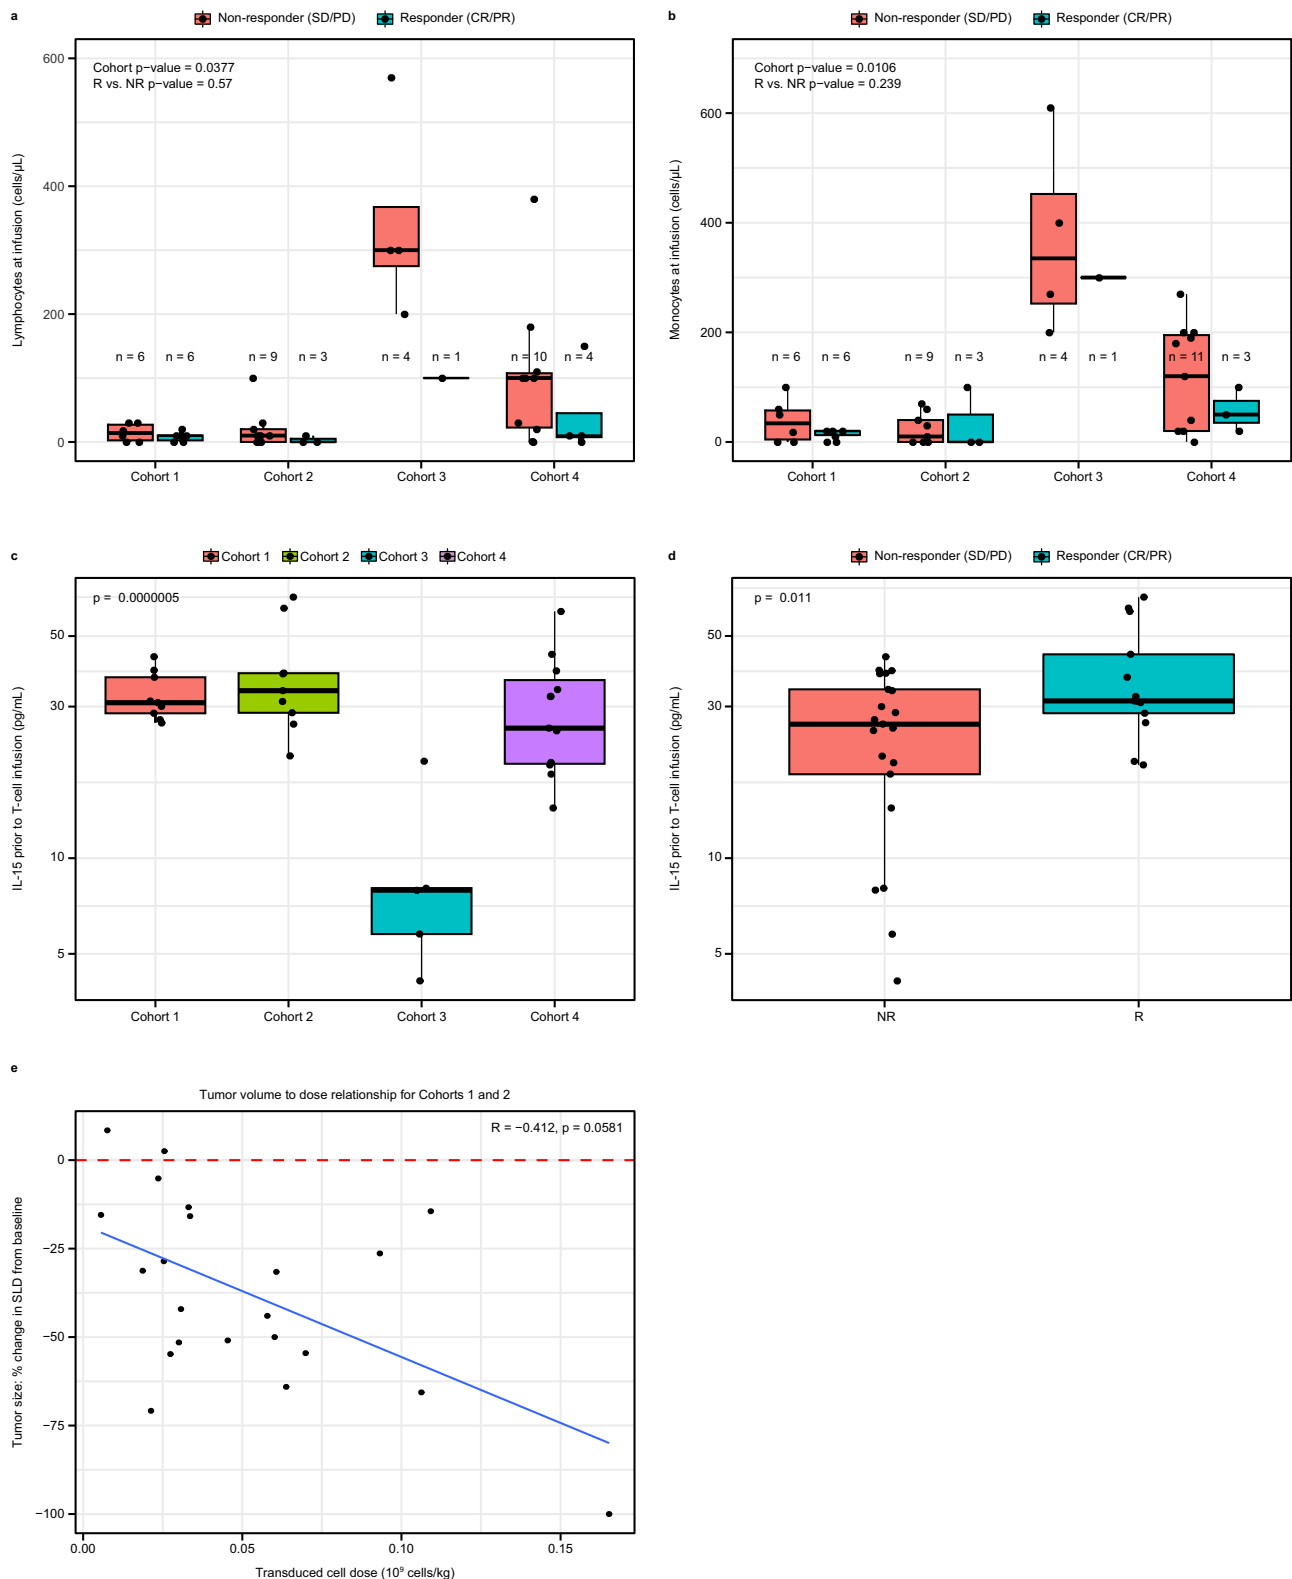 a
Non-responder (SD/PD) Responder (CR/PR)
Cohort p−value = 0.0377
R vs. NR p−value = 0.57
Lymphocytes at infusion (cells/µL)
600
400
200
0
n = 6 n = 6 n = 9 n = 3 n = 4 n = 1 n = 10 n = 4
Cohort 1 Cohort 2 Cohort 3 Cohort 4
b
Non-responder (SD/PD) Responder (CR/PR)
Cohort p−value = 0.0106
R vs. NR p−value = 0.239
Monocytes at infusion (cells/µL)
600
400
200
0
n = 6 n = 6 n = 9 n = 3 n = 4 n = 1 n = 11 n = 3
Cohort 1 Cohort 2 Cohort 3 Cohort 4
c
Cohort 1 Cohort 2 Cohort 3 Cohort 4
p = 0.0000005
IL-15 prior to T-cell infusion (pg/mL)
50
30
10
5
Cohort 1 Cohort 2 Cohort 3 Cohort 4
d
Non-responder (SD/PD) Responder (CR/PR)
p = 0.011
IL-15 prior to T-cell infusion (pg/mL)
50
30
10
5
NR R
e
Tumor volume to dose relationship for Cohorts 1 and 2
R = −0.412, p = 0.0581
Tumor size: % change in SLD from baseline
0
−25
−50
−75
−100
0.00 0.05 0.10 0.15
Transduced cell dose (10⁹ cells/kg)